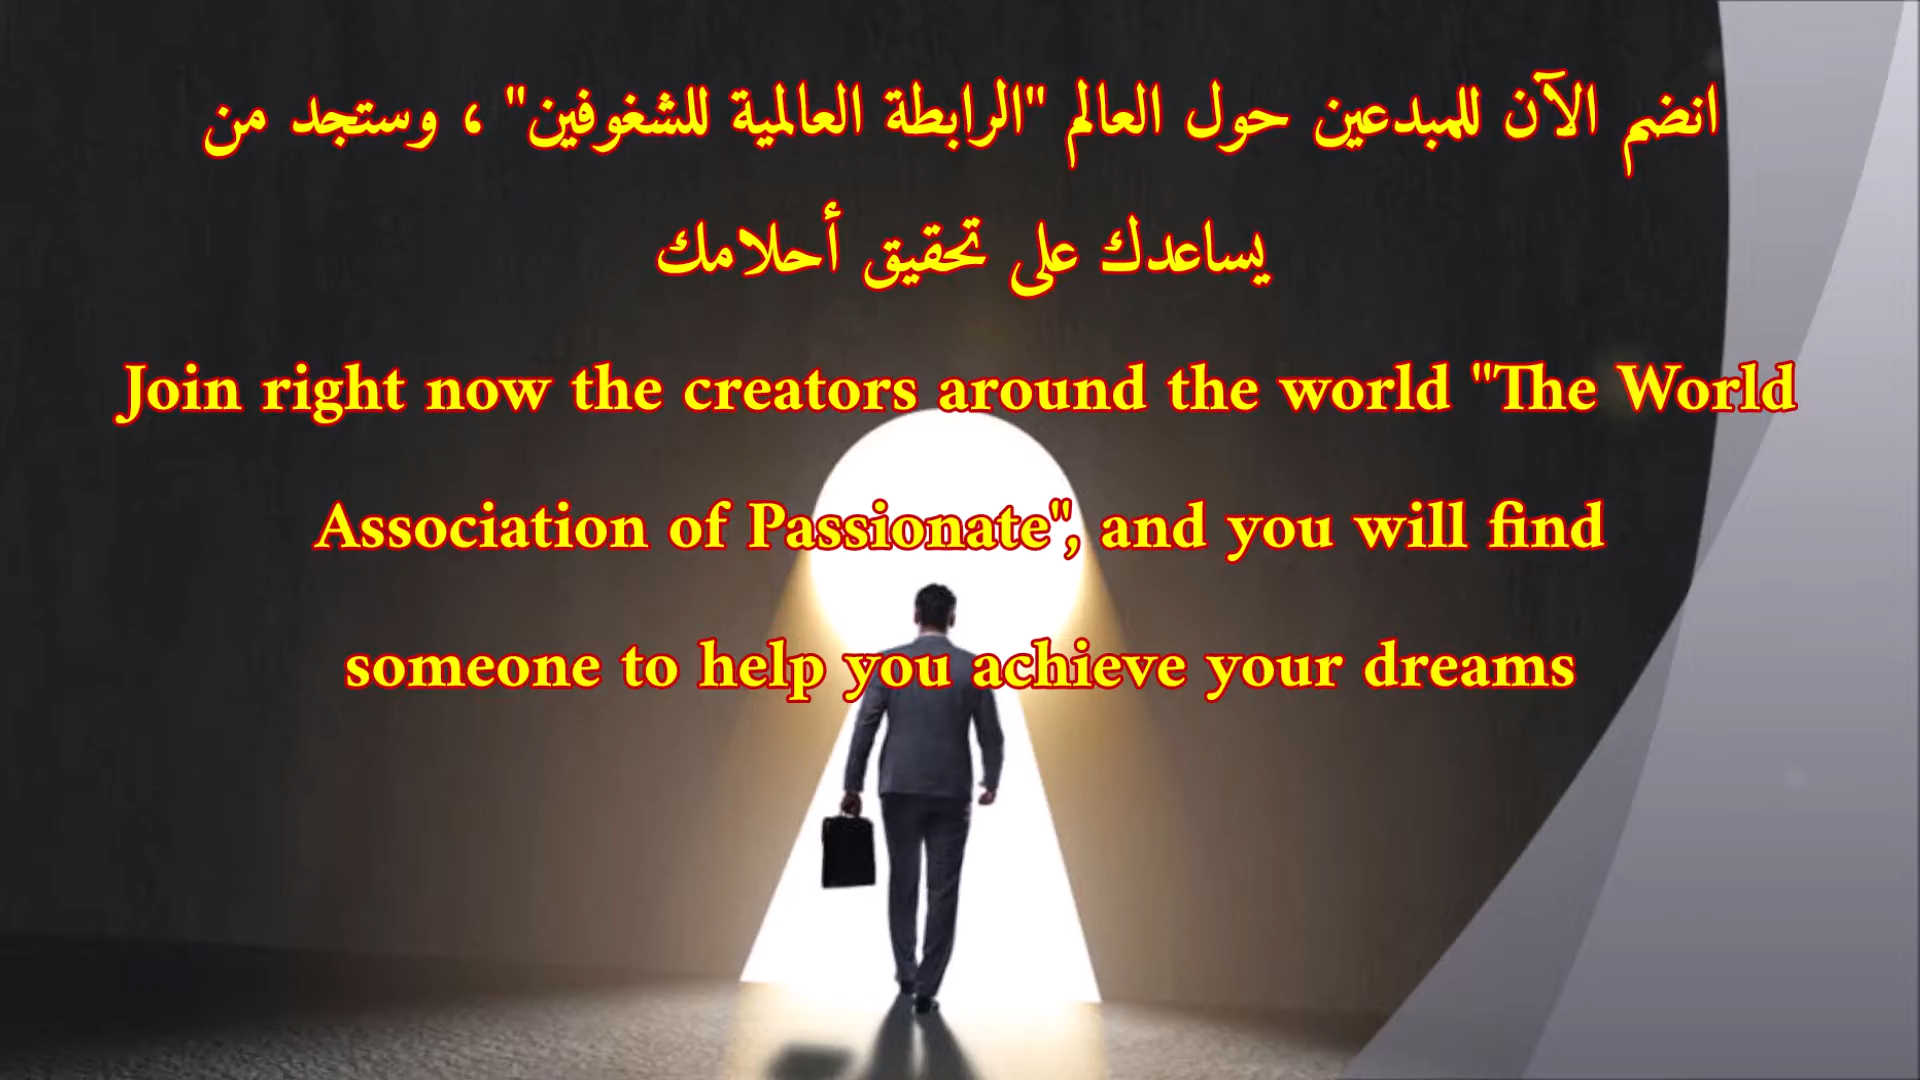 انضم الآن للمبدعين حول العالم "الرابطة العالمية للشغوفين" ، وستجد من
يساعدك على تحقيق أحلامك
Join right now the creators around the world "The World
Association of Passionate", and you will find
someone to help you achieve your dreams